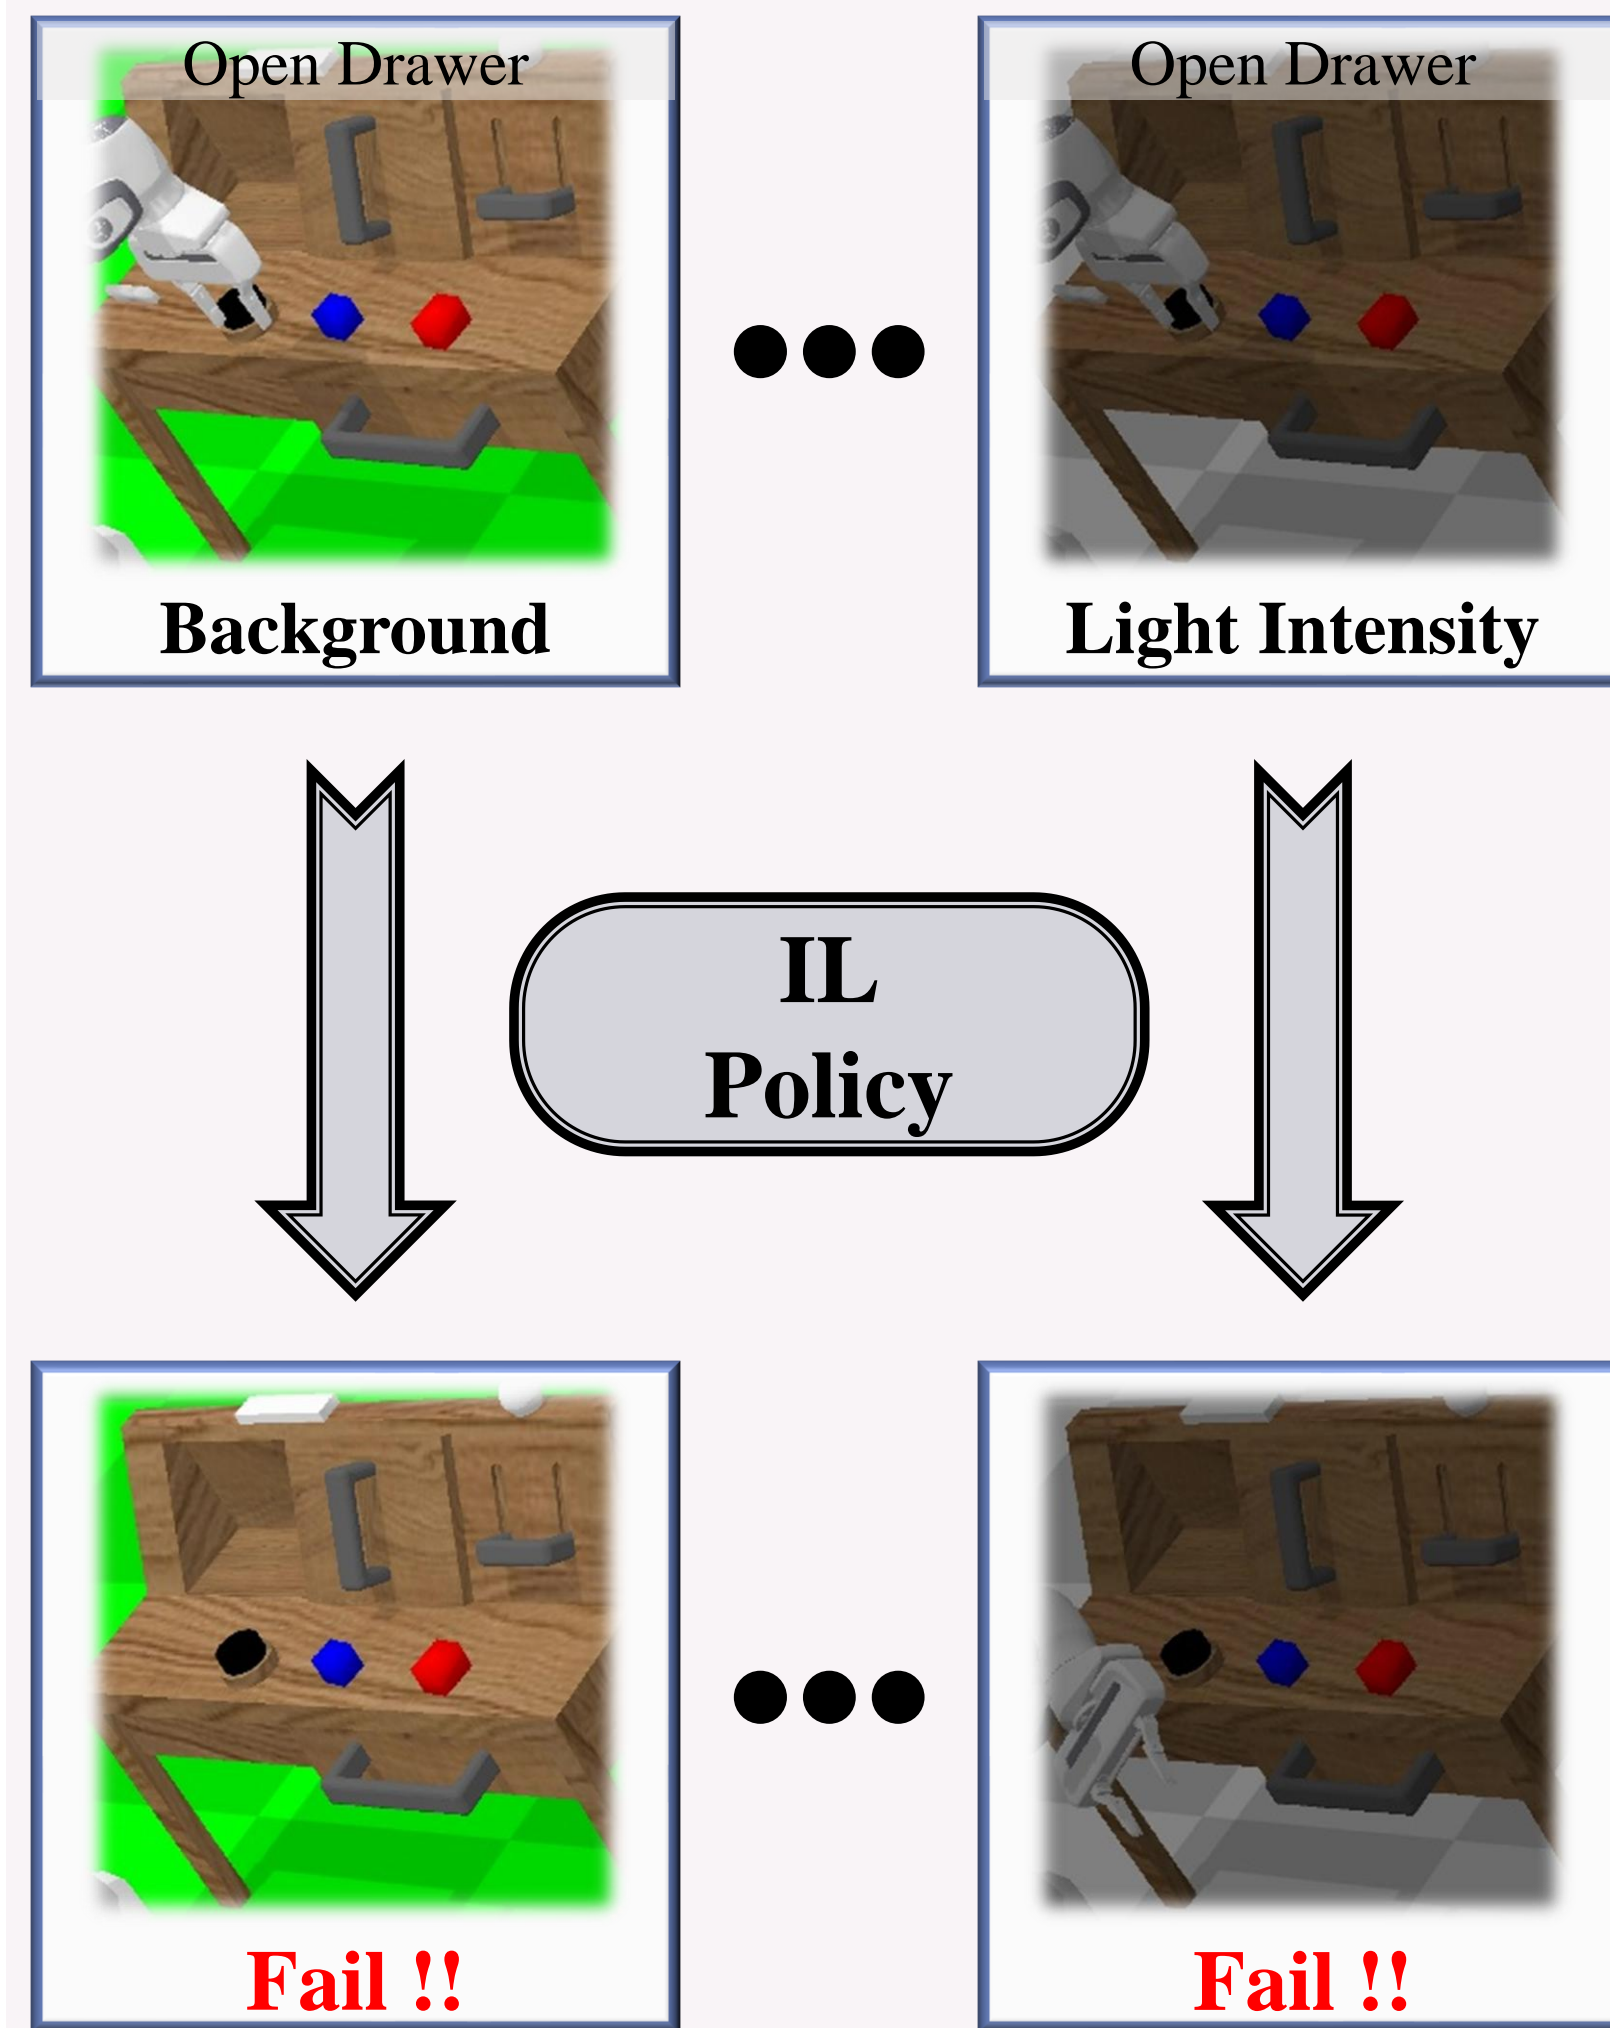 Open Drawer
Open Drawer
Background
Light Intensity
IL
Policy
Fail !!
Fail !!